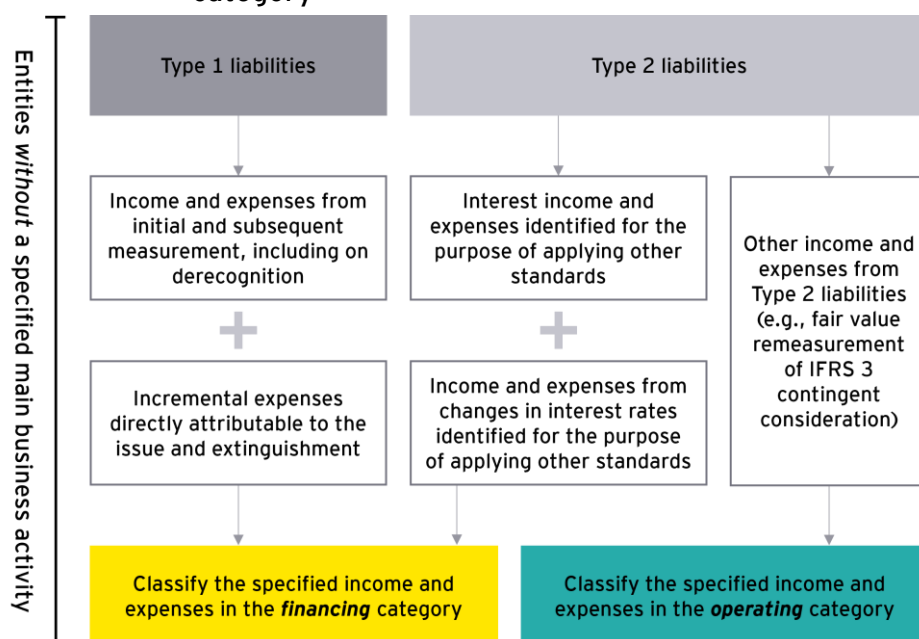 category
Entities without a specified main business activity
Type 1 liabilities
Type 2 liabilities
Income and expenses from
initial and subsequent
measurement, including on
derecognition
Interest income and
expenses identified for the
purpose of applying other
standards
Other income and
expenses from
Type 2 liabilities
(e.g., fair value
remeasurement
of IFRS 3
contingent
consideration)
+
+
Incremental expenses
directly attributable to the
issue and extinguishment
Income and expenses from
changes in interest rates
identified for the purpose
of applying other standards
Classify the specified income and
expenses in the financing category
Classify the specified income and
expenses in the operating category